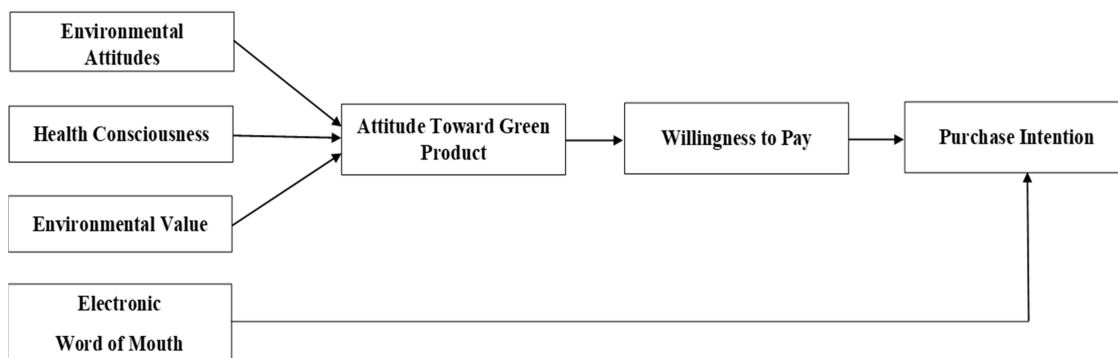 Environmental
Attitudes
Health Consciousness
Environmental Value
Electronic
Word of Mouth
Attitude Toward Green
Product
Willingness to Pay
Purchase Intention